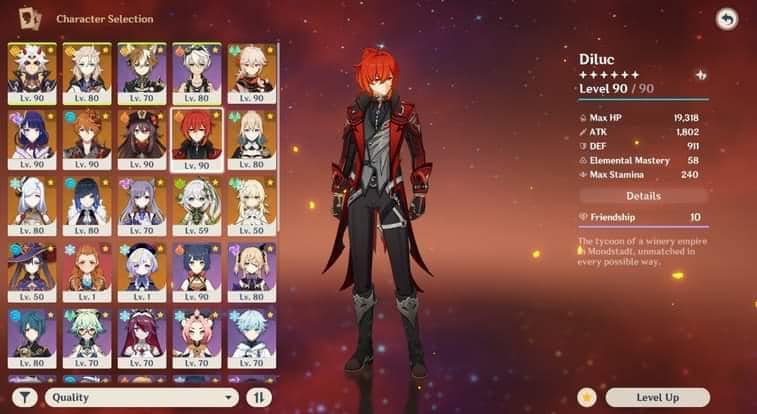 Character Selection
Lv. 90
Lv. 80
Lv. 70
Lv. 80
Lv. 90
Lv. 90
Lv. 90
Lv. 90
Lv. 90
Lv. 80
Lv. 80
Lv. 80
Lv. 70
Lv. 59
Lv. 50
Lv. 50
Lv. 1
Lv. 1
Lv. 90
Lv. 80
Lv. 80
Lv. 70
Lv. 70
Lv. 70
Lv. 70
Quality
Diluc
Level 90 / 90
Max HP 19,318
ATK 1,802
DEF 911
Elemental Mastery 58
Max Stamina 240
Details
Friendship 10
The tycoon of a winery empire
in Mondstadt, unmatched in
every possible way.
Level Up